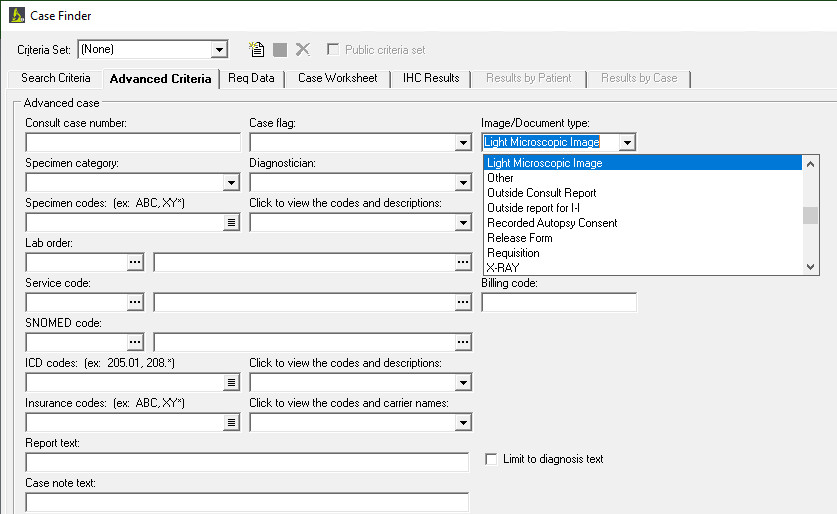 Case Finder
Criteria Set: (None) Public criteria set
Search Criteria Advanced Criteria Req Data Case Worksheet IHC Results Results by Patient Results by Case
Advanced case
Consult case number: Case flag: Image/Document type:
Light Microscopic Image
Specimen category: Diagnostician: Light Microscopic Image
Other
Outside Consult Report
Specimen codes: (ex: ABC, XY*) Click to view the codes and descriptions: Outside report for I-I
Recorded Autopsy Consent
Lab order: Release Form
Requisition
X-RAY
Service code: Billing code:
SNOMED code:
ICD codes: (ex: 205.01, 208.*) Click to view the codes and descriptions:
Insurance codes: (ex: ABC, XY*) Click to view the codes and carrier names:
Report text:
Limit to diagnosis text
Case note text: